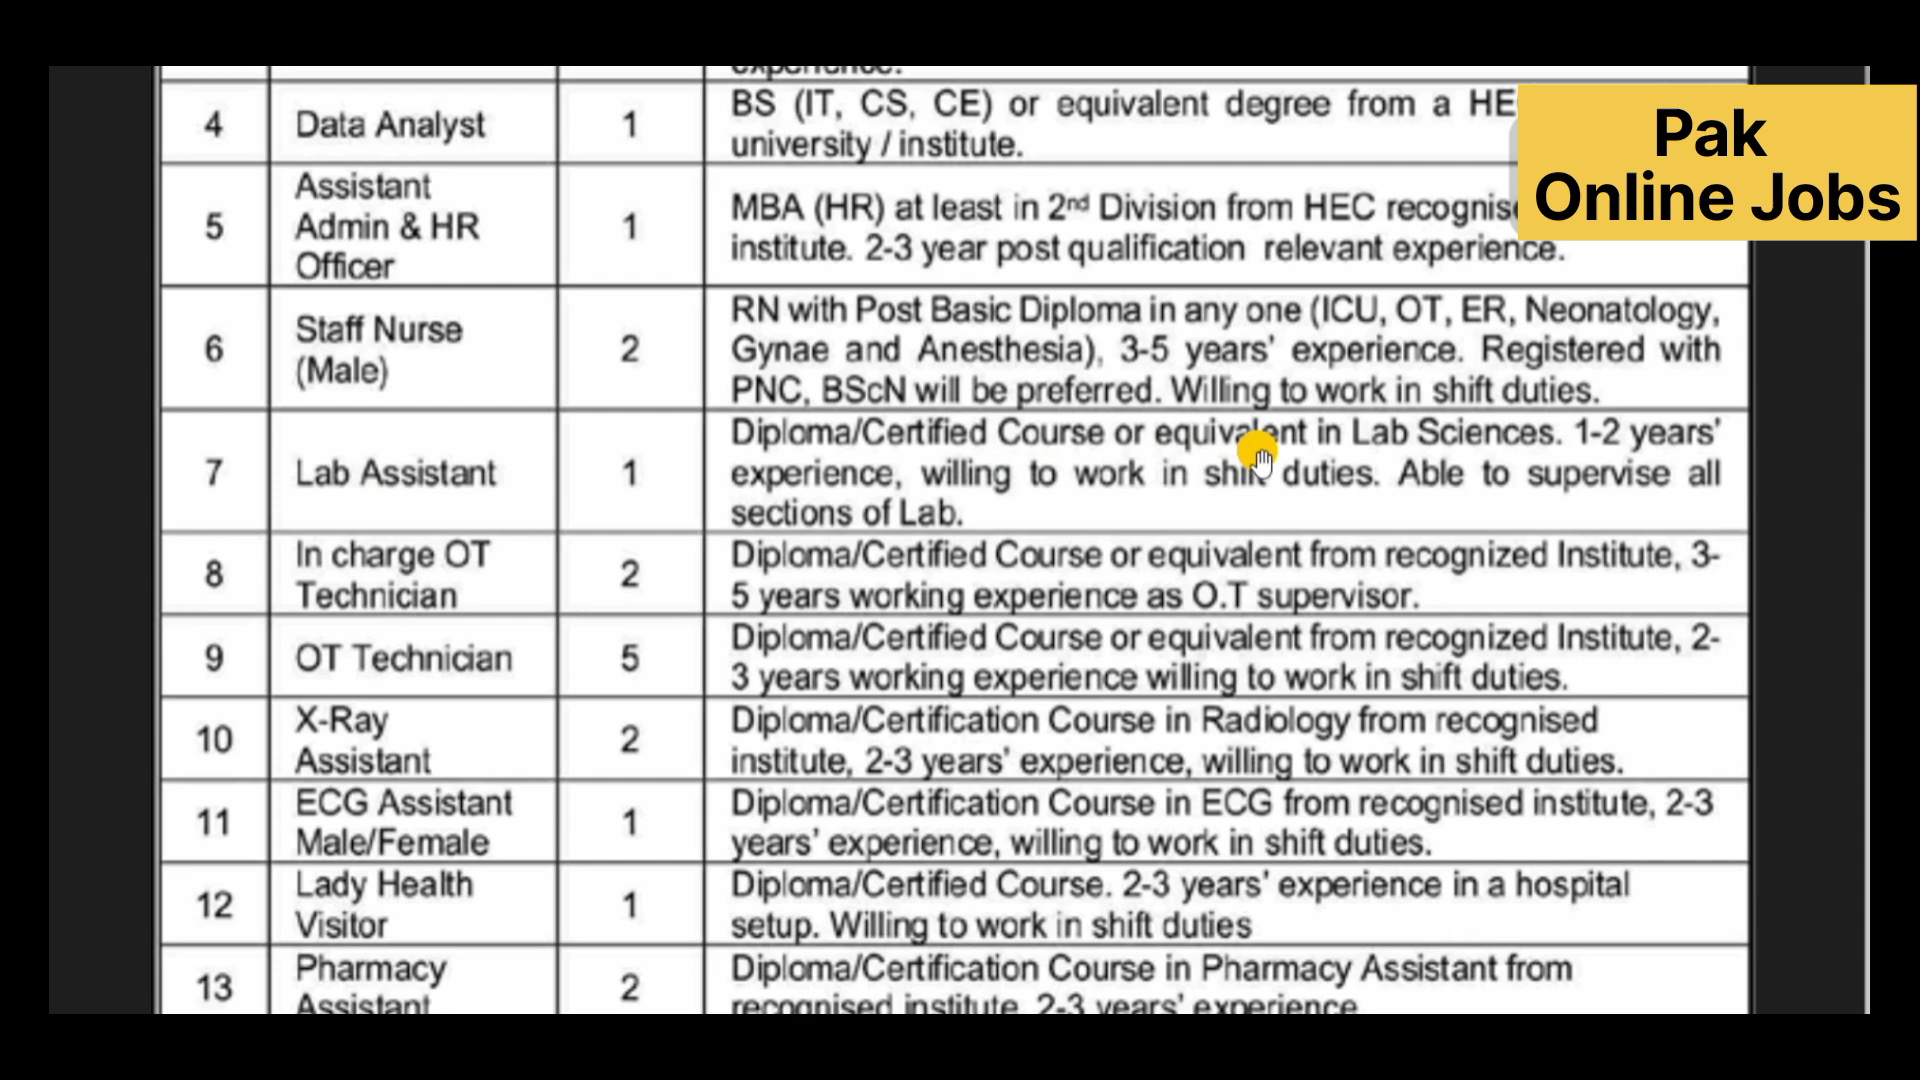 4
Data Analyst
1
BS (IT, CS, CE) or equivalent degree from a
university / institute.
5
Assistant
Admin & HR
Officer
1
MBA (HR) at least in 2nd Division from HEC
institute. 2-3 year post qualification relevant experience.
6
Staff Nurse
(Male)
2
RN with Post Basic Diploma in any one (ICU, OT, ER, Neonatology,
Gynae and Anesthesia), 3-5 years' experience. Registered with
PNC, BScN will be preferred. Willing to work in shift duties.
7
Lab Assistant
1
Diploma/Certified Course or equivalent in Lab Sciences. 1-2 years'
experience, willing to work in shift duties. Able to supervise all
sections of Lab.
8
In charge OT
Technician
2
Diploma/Certified Course or equivalent from recognized Institute, 3-
5 years working experience as O.T supervisor.
9
OT Technician
5
Diploma/Certified Course or equivalent from recognized Institute, 2-
3 years working experience willing to work in shift duties.
10
X-Ray
Assistant
2
Diploma/Certification Course in Radiology from recognised
institute, 2-3 years' experience, willing to work in shift duties.
11
ECG Assistant
Male/Female
1
Diploma/Certification Course in ECG from recognised institute, 2-3
years' experience, willing to work in shift duties.
12
Lady Health
Visitor
1
Diploma/Certified Course. 2-3 years' experience in a hospital
setup. Willing to work in shift duties
13
Pharmacy
Assistant
2
Diploma/Certification Course in Pharmacy Assistant from
recognised institute, 2-3 years' experience
Pak
Online Jobs